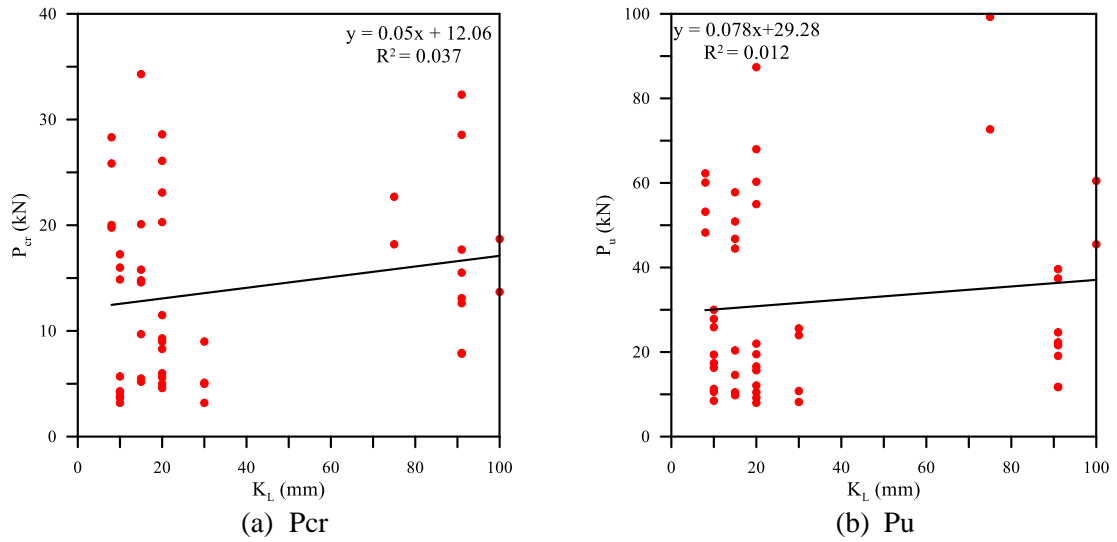 40
30
20
10
0
P_cr (kN)
y = 0.05x + 12.06
R² = 0.037
0 20 40 60 80 100
K_L (mm)
(a) Pcr
100
80
60
40
20
0
P_u (kN)
y = 0.078x+29.28
R² = 0.012
0 20 40 60 80 100
K_L (mm)
(b) Pu